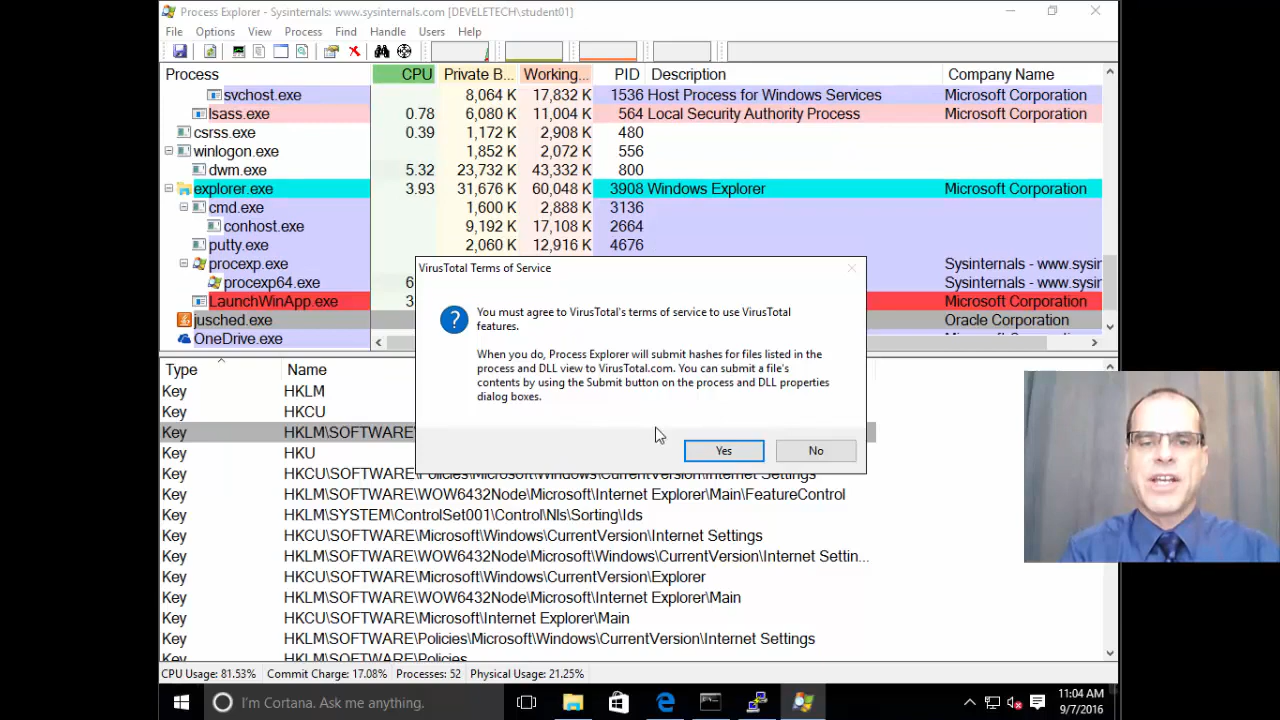 Process Explorer - Sysinternals: www.sysinternals.com [DEVELETECH\student01]
File Options View Process Find Handle Users Help
Process CPU Private B... Working... PID Description Company Name
svchost.exe 8,064 K 17,832 K 1536 Host Process for Windows Services Microsoft Corporation
lsass.exe 0.78 6,080 K 11,004 K 564 Local Security Authority Process Microsoft Corporation
csrss.exe 0.39 1,172 K 2,908 K 480
winlogon.exe 1,852 K 2,072 K 556
dwm.exe 5.32 23,732 K 43,332 K 800
explorer.exe 3.93 31,676 K 60,048 K 3908 Windows Explorer Microsoft Corporation
cmd.exe 1,600 K 2,888 K 3136
conhost.exe 9,192 K 17,108 K 2664
putty.exe 2,060 K 12,916 K 4676
procexp.exe Sysinternals - www.sysir
procexp64.exe 6 Sysinternals - www.sysir
LaunchWinApp.exe 3 Microsoft Corporation
jusched.exe Oracle Corporation
OneDrive.exe
VirusTotal Terms of Service
You must agree to VirusTotal's terms of service to use VirusTotal
features.
When you do, Process Explorer will submit hashes for files listed in the
process and DLL view to VirusTotal.com. You can submit a file's
contents by using the Submit button on the process and DLL properties
dialog boxes.
Yes No
Type Name
Key HKLM
Key HKCU
Key HKLM\SOFTWARE
Key HKU
Key HKCU\SOFTWARE\Policies\Microsoft\Windows\CurrentVersion\Internet Settings
Key HKLM\SOFTWARE\WOW6432Node\Microsoft\Internet Explorer\Main\FeatureControl
Key HKLM\SYSTEM\ControlSet001\Control\Nls\Sorting\Ids
Key HKCU\SOFTWARE\Microsoft\Windows\CurrentVersion\Internet Settings
Key HKLM\SOFTWARE\WOW6432Node\Microsoft\Windows\CurrentVersion\Internet Settin...
Key HKCU\SOFTWARE\Microsoft\Windows\CurrentVersion\Explorer
Key HKLM\SOFTWARE\WOW6432Node\Microsoft\Internet Explorer\Main
Key HKCU\SOFTWARE\Microsoft\Internet Explorer\Main
Key HKLM\SOFTWARE\Policies\Microsoft\Windows\CurrentVersion\Internet Settings
Key HKLM\SOFTWARE\Policies
CPU Usage: 81.53% Commit Charge: 17.08% Processes: 52 Physical Usage: 21.25%
I'm Cortana. Ask me anything.
11:04 AM
9/7/2016